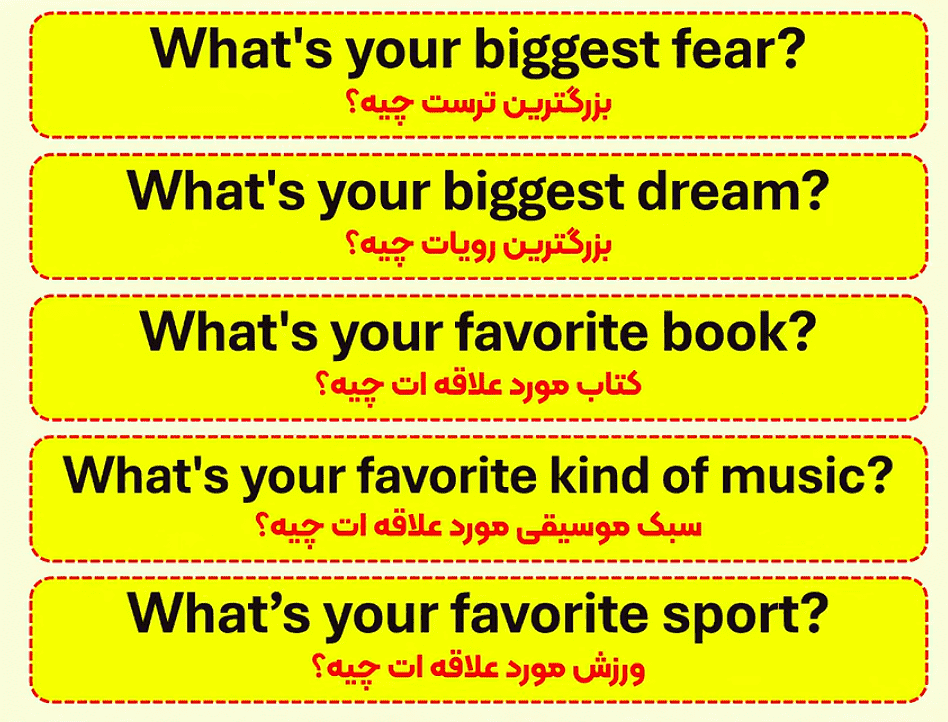 What's your biggest fear?
بزرگترین ترست چیه؟
What's your biggest dream?
بزرگترین رویات چیه؟
What's your favorite book?
کتاب مورد علاقه ات چیه؟
What's your favorite kind of music?
سبک موسیقی مورد علاقه ات چیه؟
What’s your favorite sport?
ورزش مورد علاقه ات چیه؟